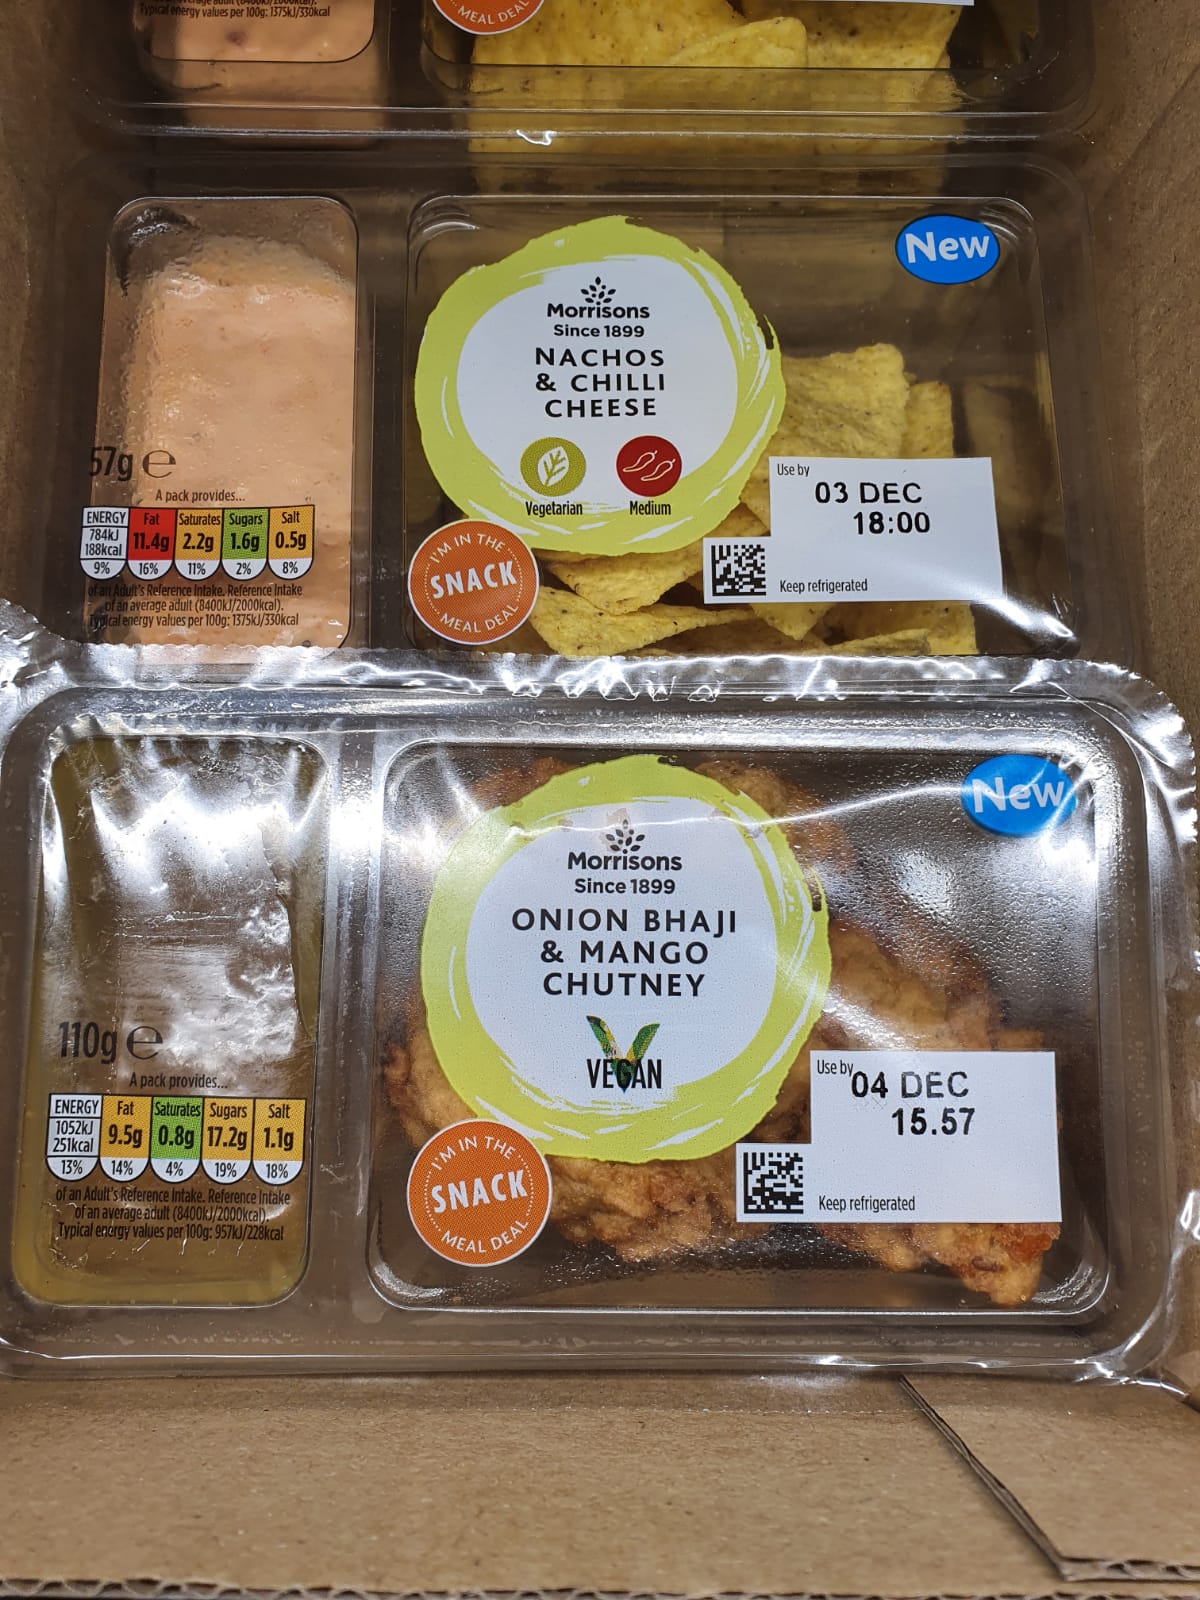 Typical energy values per 100g: 1375kJ/330kcal
MEAL DEAL
New
Morrisons
Since 1899
NACHOS
& CHILLI
CHEESE
Vegetarian
Medium
57g e
A pack provides...
ENERGY
784kJ
188kcal
9%
Fat
11.4g
16%
Saturates
2.2g
11%
Sugars
1.6g
2%
Salt
0.5g
8%
of an Adult's Reference Intake. Reference Intake
of an average adult (8400kJ/2000kcal).
Typical energy values per 100g: 1375kJ/330kcal
I'M IN THE
SNACK
MEAL DEAL
Use by
03 DEC
18:00
Keep refrigerated
New
Morrisons
Since 1899
ONION BHAJI
& MANGO
CHUTNEY
VEGAN
110g e
A pack provides...
ENERGY
1052kJ
251kcal
13%
Fat
9.5g
14%
Saturates
0.8g
4%
Sugars
17.2g
19%
Salt
1.1g
18%
of an Adult's Reference Intake. Reference Intake
of an average adult (8400kJ/2000kcal).
Typical energy values per 100g: 957kJ/228kcal
I'M IN THE
SNACK
MEAL DEAL
Use by
04 DEC
15.57
Keep refrigerated